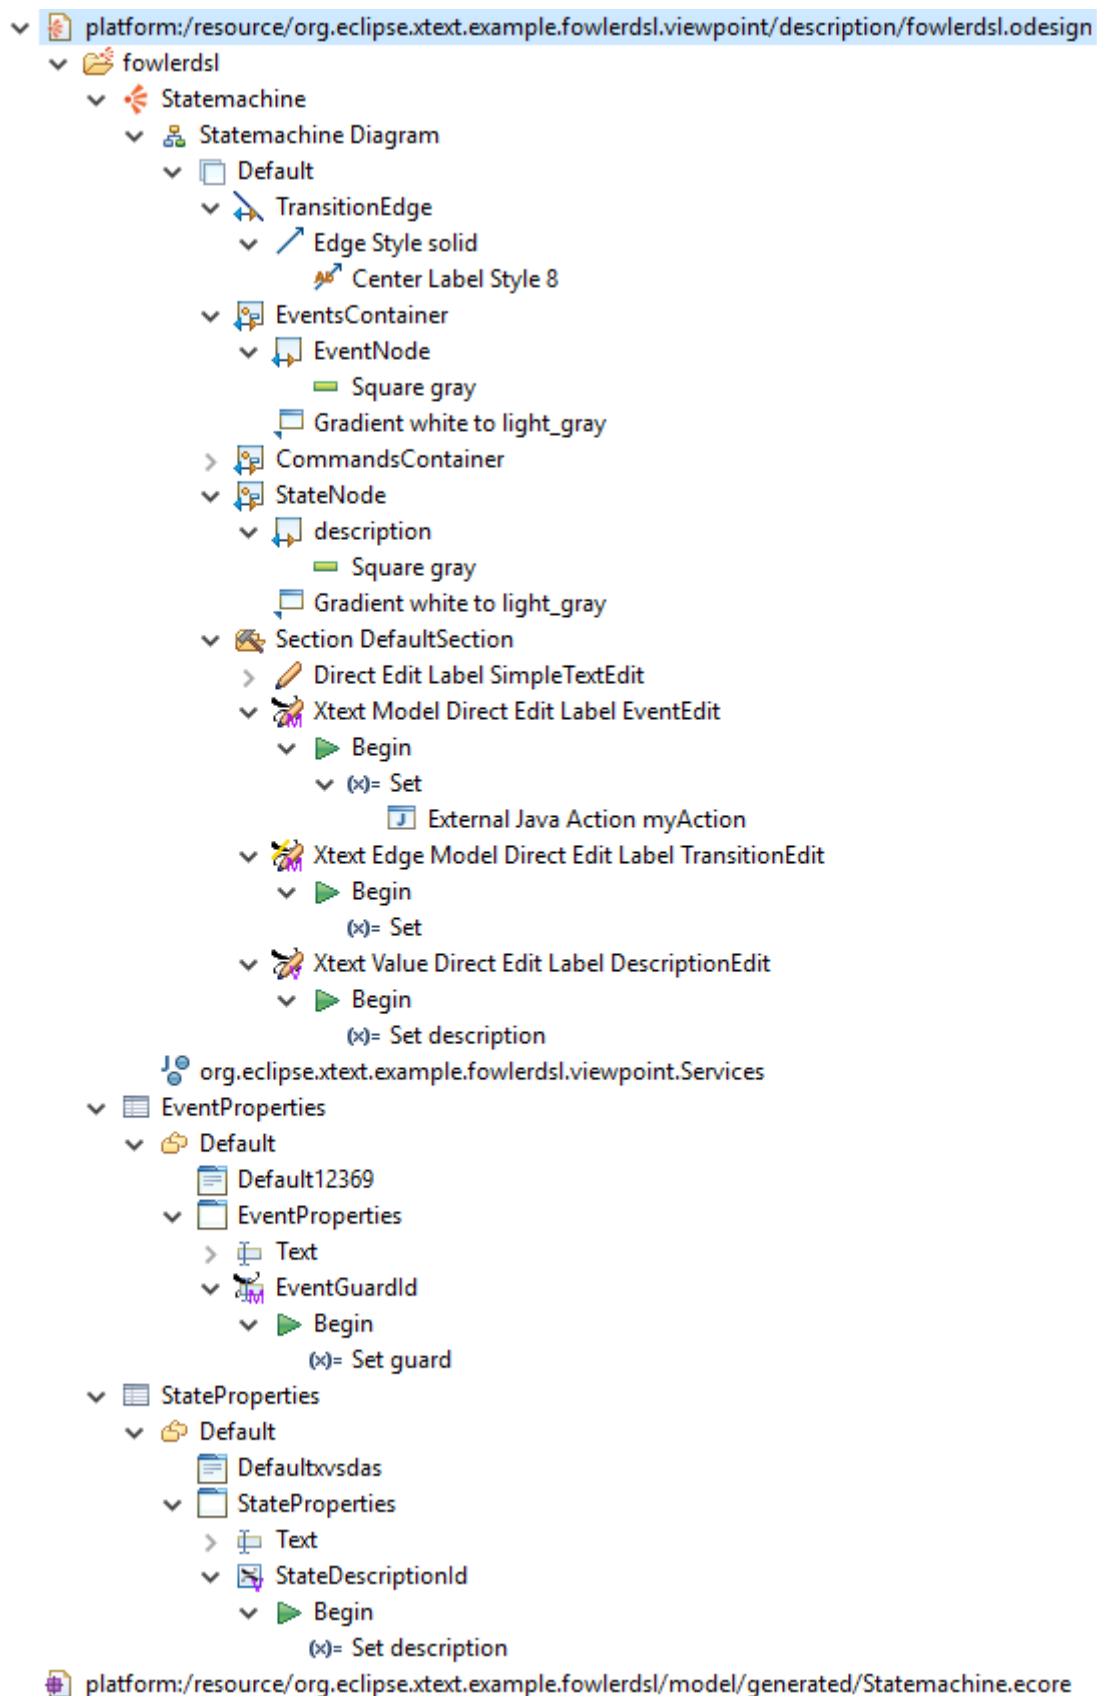 platform:/resource/org.eclipse.xtext.example.fowlerdsl.viewpoint/description/fowlerdsl.odesign
fowlerdsl
Statemachine
Statemachine Diagram
Default
TransitionEdge
Edge Style solid
Center Label Style 8
EventsContainer
EventNode
Square gray
Gradient white to light_gray
CommandsContainer
StateNode
description
Square gray
Gradient white to light_gray
Section DefaultSection
Direct Edit Label SimpleTextEdit
Xtext Model Direct Edit Label EventEdit
Begin
(x)= Set
External Java Action myAction
Xtext Edge Model Direct Edit Label TransitionEdit
Begin
(x)= Set
Xtext Value Direct Edit Label DescriptionEdit
Begin
(x)= Set description
org.eclipse.xtext.example.fowlerdsl.viewpoint.Services
EventProperties
Default
Default12369
EventProperties
Text
EventGuardId
Begin
(x)= Set guard
StateProperties
Default
Defaultxvsdas
StateProperties
Text
StateDescriptionId
Begin
(x)= Set description
platform:/resource/org.eclipse.xtext.example.fowlerdsl/model/generated/Statemachine.ecore